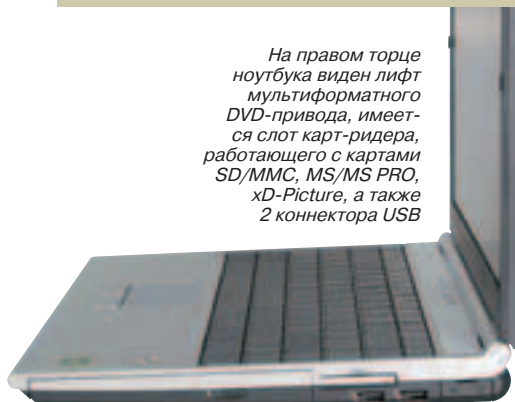 На правом торце
ноутбука виден лифт
мультиформатного
DVD-привода, имеет-
ся слот карт-ридера,
работающего с картами
SD/MMC, MS/MS PRO,
xD-Picture, а также
2 коннектора USB